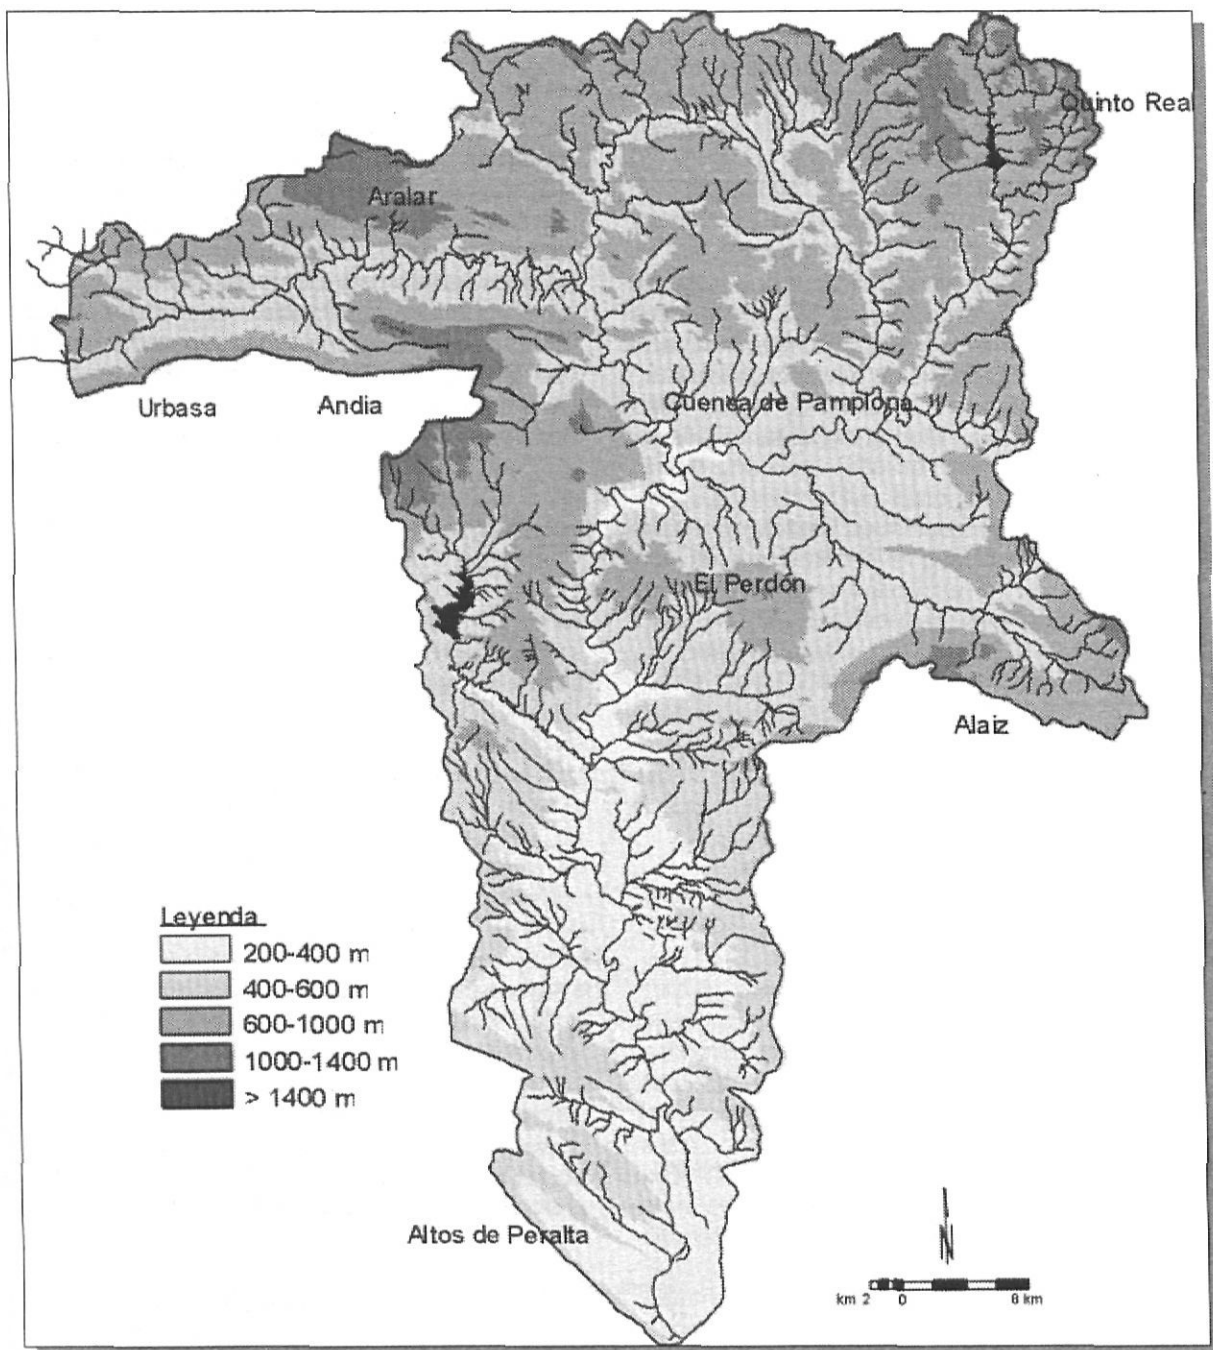 Quinto Real
Aralar
Urbasa
Andia
Cuenca de Pamplona
El Perdón
Alaiz
Leyenda
200-400 m
400-600 m
600-1000 m
1000-1400 m
> 1400 m
Altos de Peralta
N
km 2 0 8 km